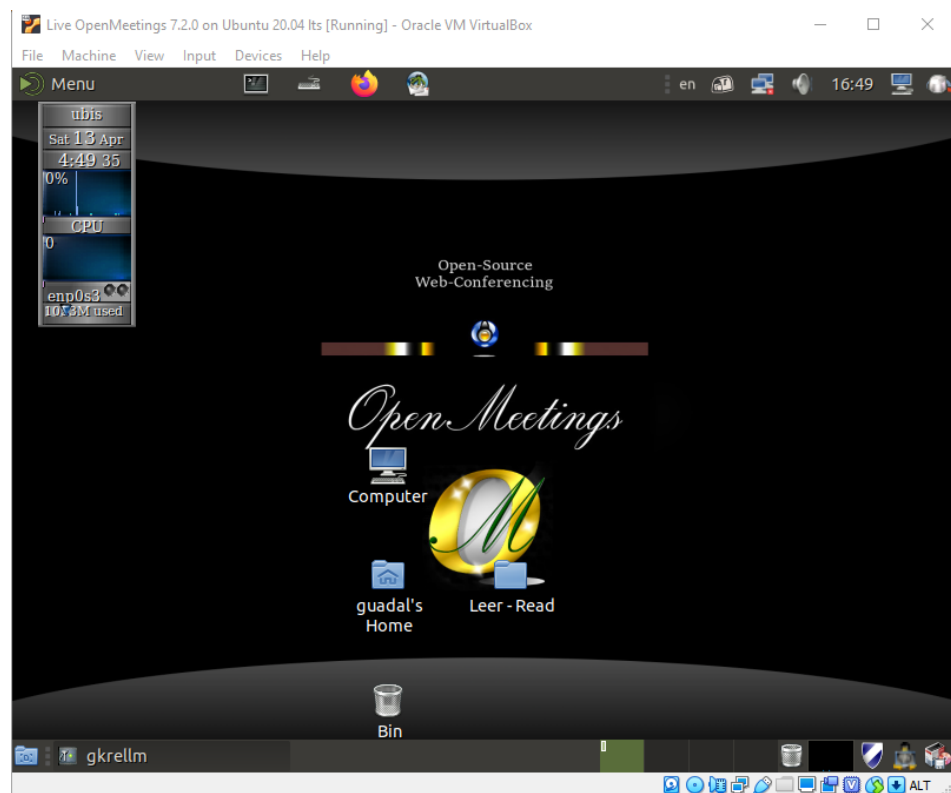 Live OpenMeetings 7.2.0 on Ubuntu 20.04 lts [Running] - Oracle VM VirtualBox
File Machine View Input Devices Help
Menu en 16:49
ubis
Sat 13 Apr
4:49 35
0%
CPU
0
enp0s3
used
Open-Source
Web-Conferencing
OpenMeetings
Computer
OM
guadal's
Home
Leer - Read
Bin
gkrellm
ALT